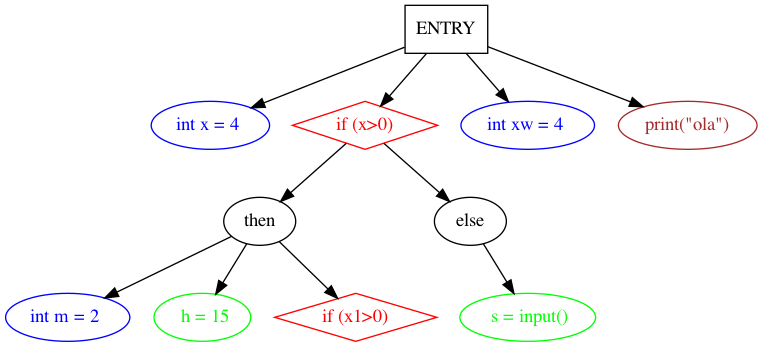 ENTRY
int x = 4
if (x>0)
int xw = 4
print("ola")
then
else
int m = 2
h = 15
if (x1>0)
s = input()